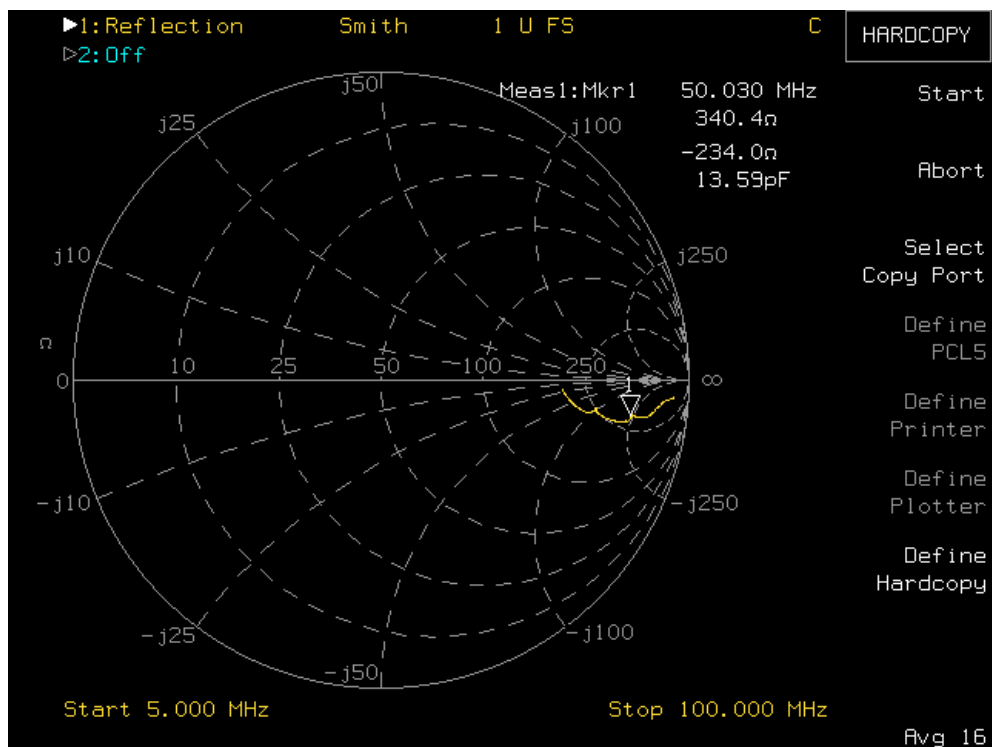 ▶1:Reflection Smith 1 U FS C
▷2:Off
HARDCOPY
Meas1:Mkr1 50.030 MHz
340.4Ω
-234.0Ω
13.59pF
Start
Abort
Select
Copy Port
Define
PCL5
Define
Printer
Define
Plotter
Define
Hardcopy
j50
j25
j100
j10
j250
Ω
0
10
25
50
100
250
∞
1
-j10
-j250
-j25
-j100
-j50
Start 5.000 MHz
Stop 100.000 MHz
Avg 16